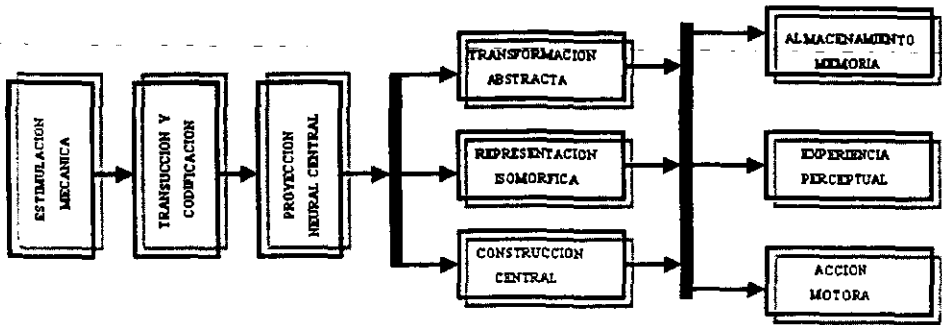 ESTIMULACION
MECANICA
TRANSUCCION Y
CODIFICACION
PROYECCION
NEURAL CENTRAL
TRANSFORMACION
ABSTRACTA
REPRESENTACION
ISOMORFICA
CONSTRUCCION
CENTRAL
ALMACENAMIENTO
MEMORIA
EXPERIENCIA
PERCEPTUAL
ACCION
MOTORA